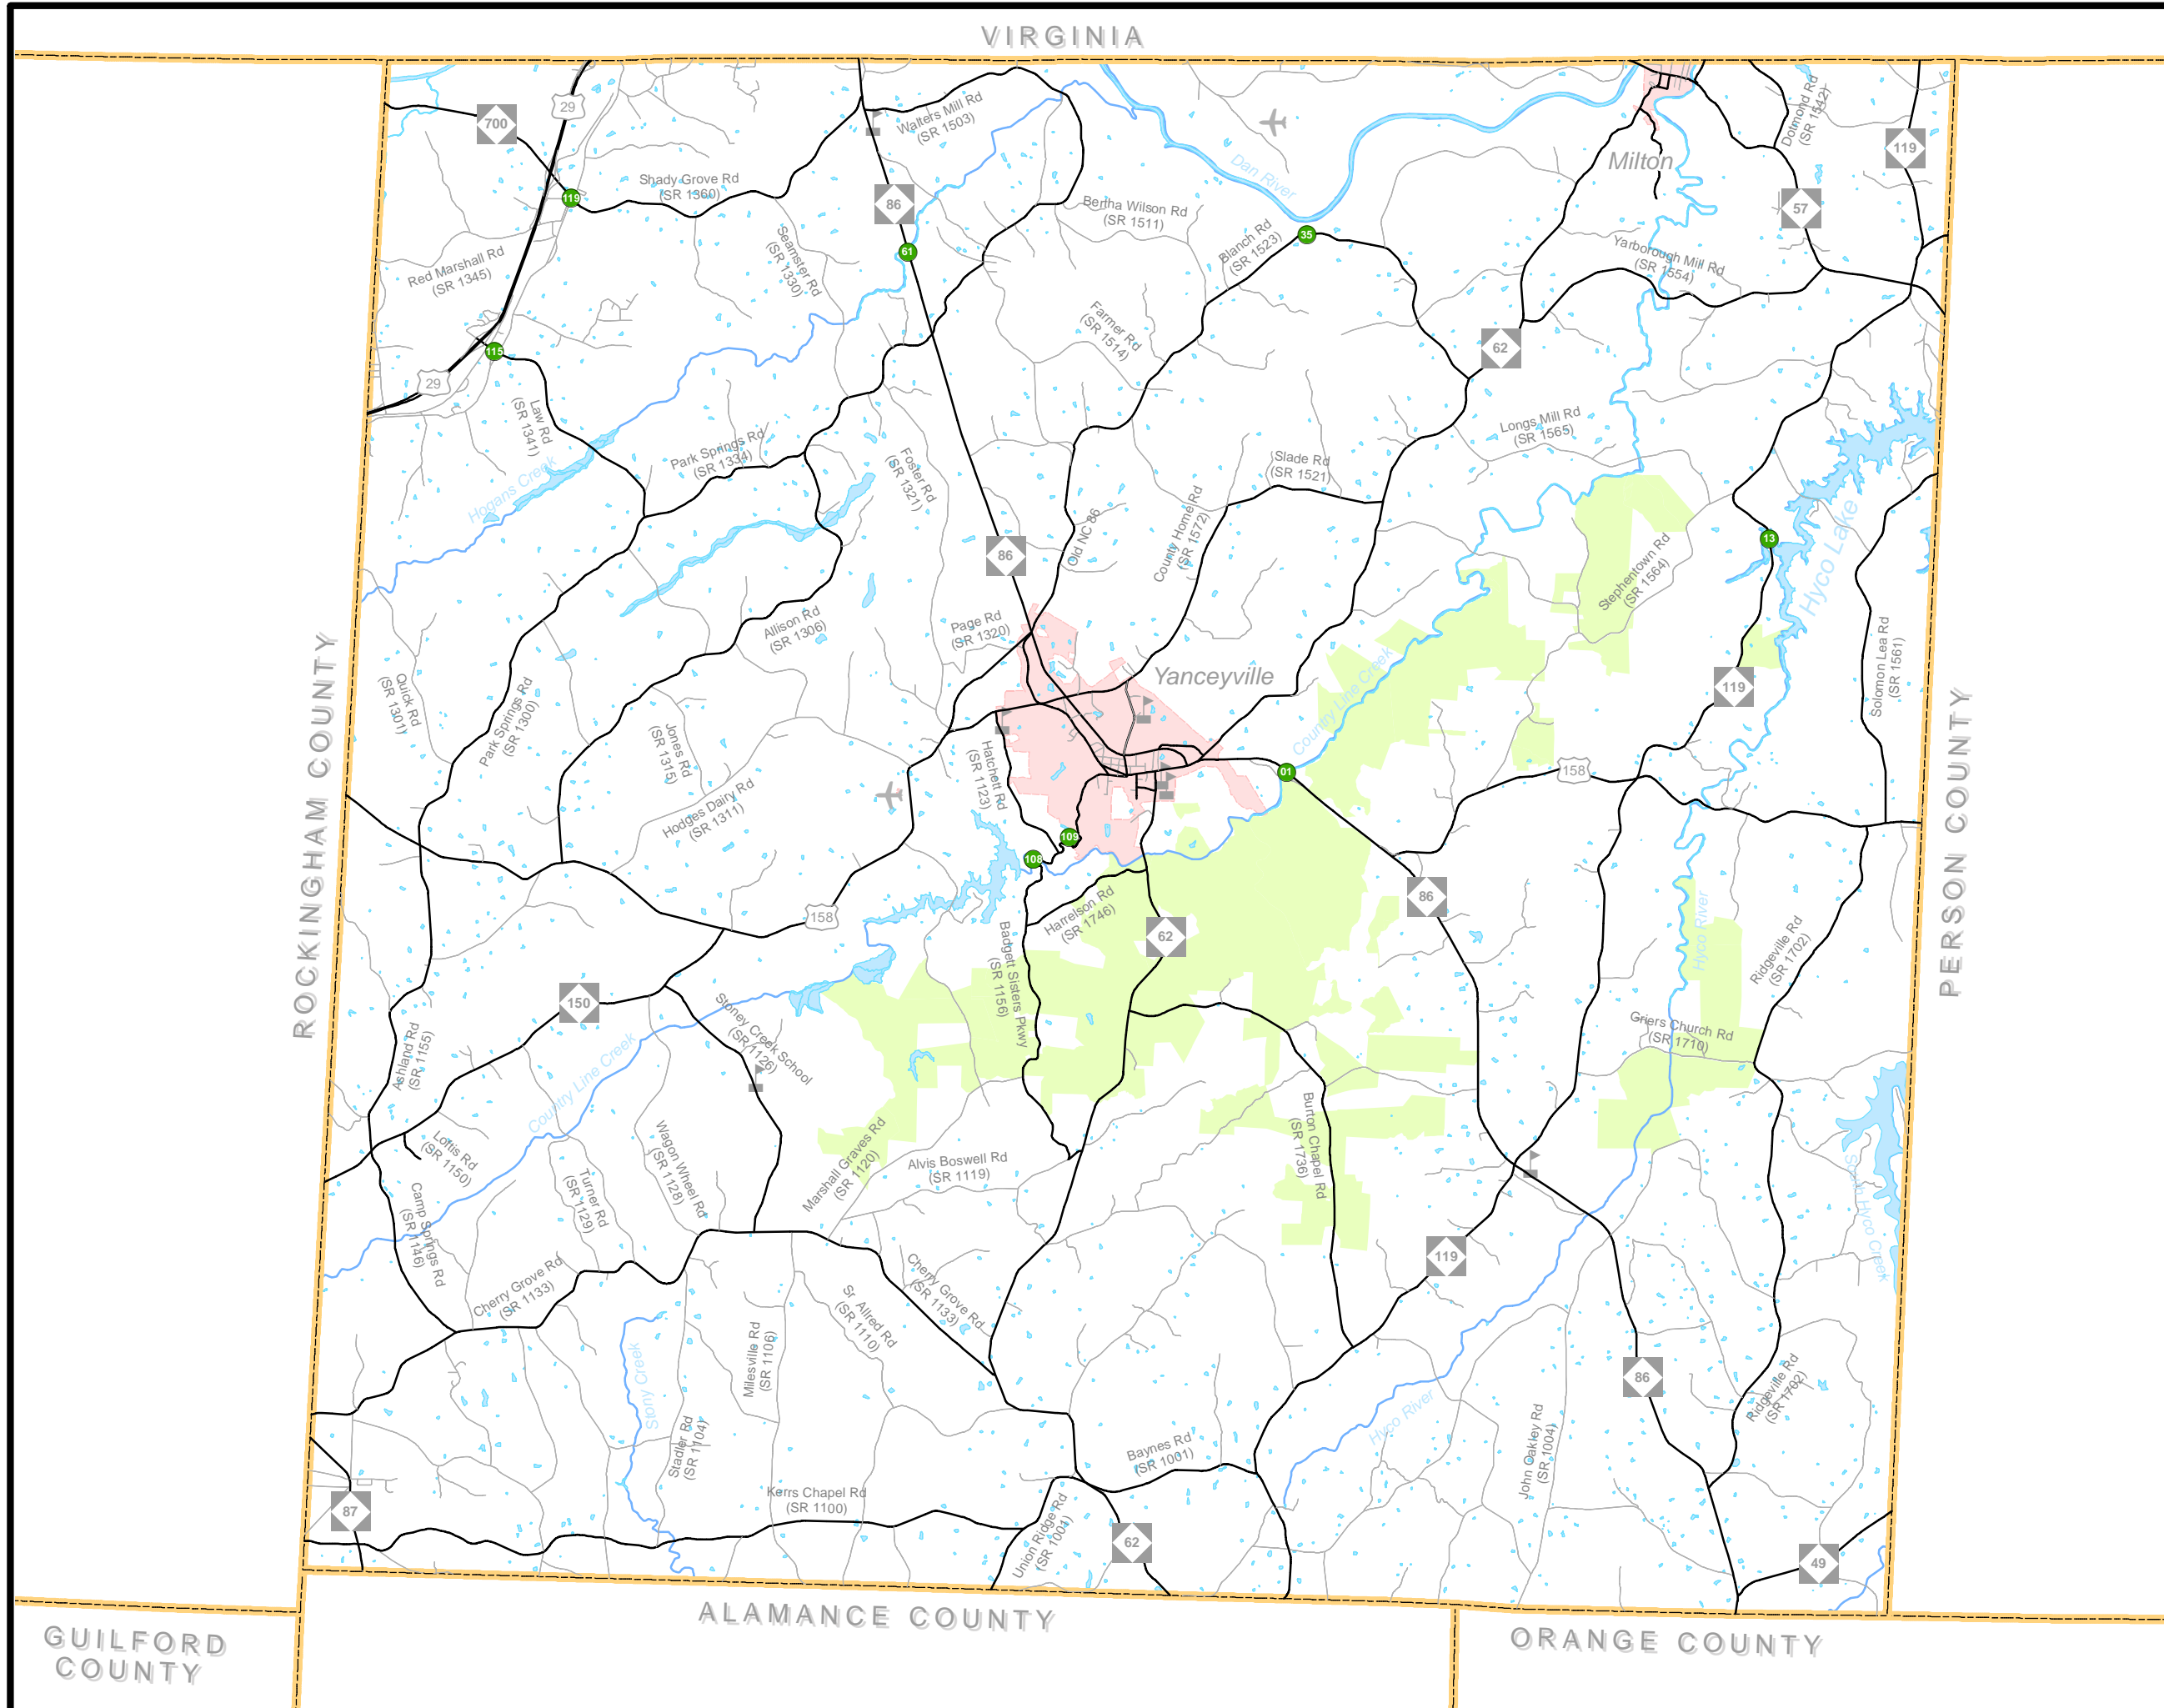 VIRGINIA
29
700
Walters Mill Rd
(SR 1503)
Dotmond Rd
(SR 1542)
119
Milton
Dan River
Shady Grove Rd
(SR 1360)
119
86
Bertha Wilson Rd
(SR 1511)
57
Seamster Rd
(SR 1330)
61
Blanch Rd
(SR 1523)
35
Yarborough Mill Rd
(SR 1554)
Red Marshall Rd
(SR 1345)
Farmer Rd
(SR 1514)
62
115
29
Law Rd
(SR 1341)
Longs Mill Rd
(SR 1565)
Park Springs Rd
(SR 1334)
Foster Rd
(SR 1321)
Slade Rd
(SR 1521)
Hogans Creek
Old NC 86
County Home Rd
(SR 1572)
86
13
Hyco Lake
Stephentown Rd
(SR 1564)
Allison Rd
(SR 1306)
Page Rd
(SR 1320)
Yanceyville
ROCKINGHAM COUNTY
Quick Rd
(SR 1301)
Park Springs Rd
(SR 1300)
Jones Rd
(SR 1315)
Country Line Creek
119
Solomon Lea Rd
(SR 1561)
PERSON COUNTY
Hatchett Rd
(SR 1123)
01
158
Hodges Dairy Rd
(SR 1311)
109
108
158
Harrelson Rd
(SR 1746)
86
62
Badgett Sisters Pkwy
(SR 1156)
Hyco River
Ridgeville Rd
(SR 1702)
150
Stoney Creek School
(SR 1126)
Griers Church Rd
(SR 1710)
Ashland Rd
(SR 1155)
Country Line Creek
Loftis Rd
(SR 1150)
Wagon Wheel Rd
(SR 1128)
Marshall Graves Rd
(SR 1120)
Alvis Boswell Rd
(SR 1119)
Burton Chapel Rd
(SR 1736)
Turner Rd
(SR 1129)
Camp Springs Rd
(SR 1146)
South Hyco Creek
119
Cherry Grove Rd
(SR 1133)
Cherry Grove Rd
(SR 1133)
Sr Allred Rd
(SR 1110)
Milesville Rd
(SR 1106)
Stony Creek
86
Ridgeville Rd
(SR 1702)
Hyco River
Stadler Rd
(SR 1104)
Baynes Rd
(SR 1001)
John Oakley Rd
(SR 1004)
87
Kerrs Chapel Rd
(SR 1100)
Union Ridge Rd
(SR 1001)
62
49
ALAMANCE COUNTY
ORANGE COUNTY
GUILFORD
COUNTY